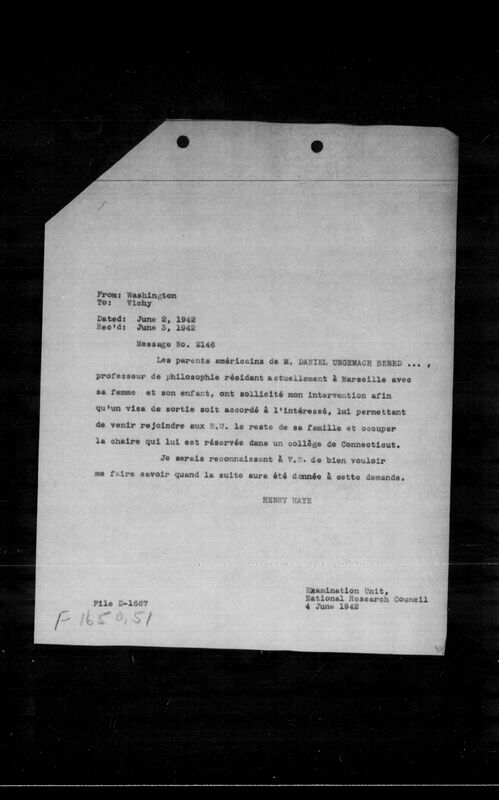 From: Washington
To: Vichy
Dated: June 2, 1942
Rec'd: June 3, 1942
Message No. 2146
Les parents américains de M. DANIEL UNGEMACH BENED ... ,
professeur de philosophie résidant actuellement à Marseille avec
sa femme et son enfant, ont sollicité mon intervention afin
qu'un visa de sortie soit accordé à l'intéressé, lui permettant
de venir rejoindre aux E.U. le reste de sa famille et occuper
la chaire qui lui est réservée dans un collège de Connecticut.
Je serais reconnaissant à V.E. de bien vouloir
me faire savoir quand la suite aura été donnée à cette demande.
HENRY HAYE
Examination Unit,
National Research Council
4 June 1942
File D-1667
F 1650,51